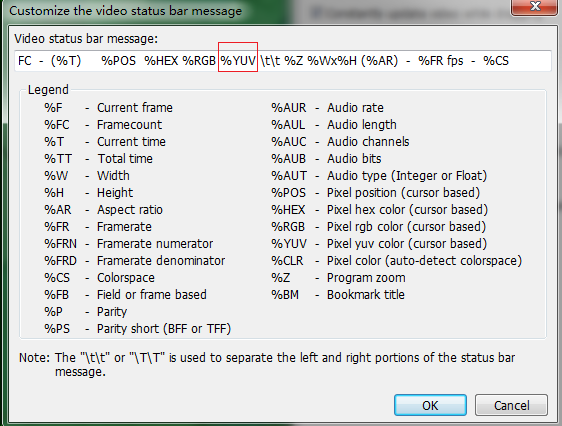 Customize the video status bar message
Video status bar message:
FC - (%T) %POS %HEX %RGB %YUV \t\t %Z %Wx%H (%AR) - %FR fps - %CS
Legend
%F - Current frame
%FC - Framecount
%T - Current time
%TT - Total time
%W - Width
%H - Height
%AR - Aspect ratio
%FR - Framerate
%FRN - Framerate numerator
%FRD - Framerate denominator
%CS - Colorspace
%FB - Field or frame based
%P - Parity
%PS - Parity short (BFF or TFF)
%AUR - Audio rate
%AUL - Audio length
%AUC - Audio channels
%AUB - Audio bits
%AUT - Audio type (Integer or Float)
%POS - Pixel position (cursor based)
%HEX - Pixel hex color (cursor based)
%RGB - Pixel rgb color (cursor based)
%YUV - Pixel yuv color (cursor based)
%CLR - Pixel color (auto-detect colorspace)
%Z - Program zoom
%BM - Bookmark title
Note: The "\t\t" or "\T\T" is used to separate the left and right portions of the status bar
message.
OK
Cancel